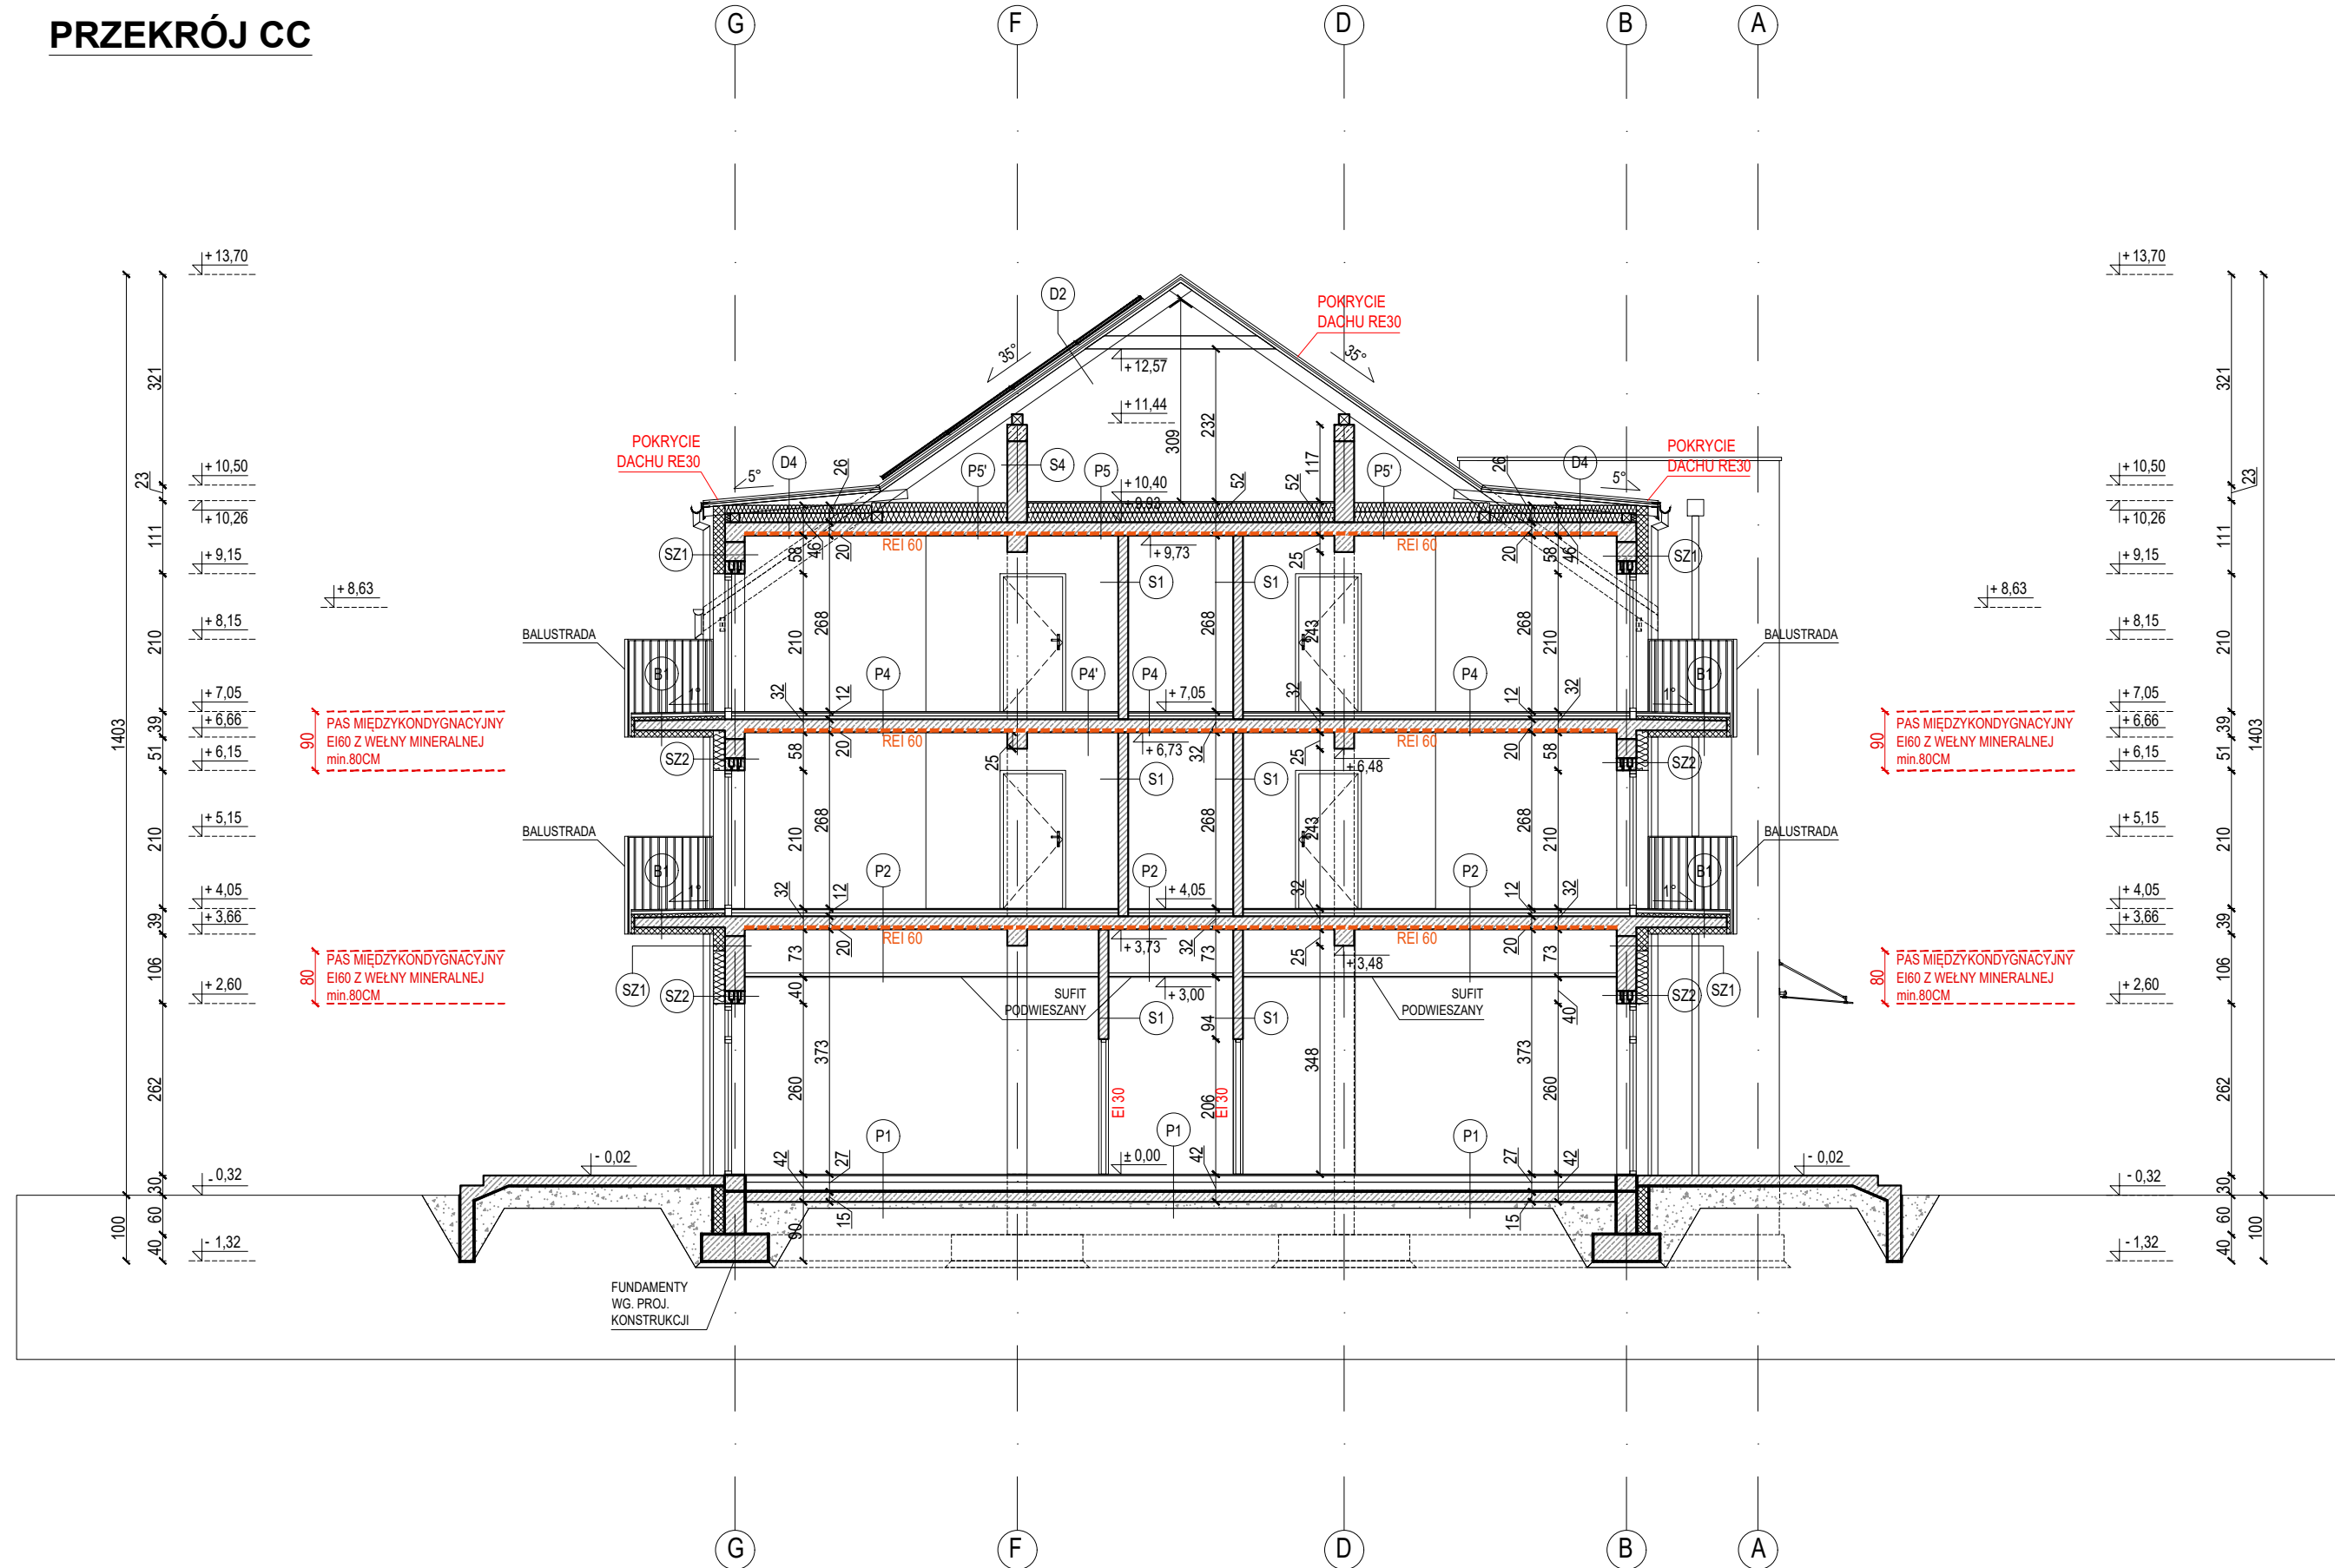 PRZEKRÓJ CC
G
F
D
B
A
+ 13,70
+ 10,50
+ 10,26
+ 9,15
+ 8,63
+ 8,15
+ 7,05
+ 6,66
+ 6,15
+ 5,15
+ 4,05
+ 3,66
+ 2,60
- 0,32
- 1,32
1403
100
321
23
111
210
39
51
210
39
106
262
30
60
40
90
PAS MIĘDZYKONDYGNACYJNY
EI60 Z WEŁNY MINERALNEJ
min.80CM
80
PAS MIĘDZYKONDYGNACYJNY
EI60 Z WEŁNY MINERALNEJ
min.80CM
D2
POKRYCIE
DACHU RE30
35°
35°
+ 12,57
+ 11,44
309
232
117
POKRYCIE
DACHU RE30
5°
D4
26
P5'
S4
P5
+ 10,40
+ 9,93
52
52
P5'
26
D4
5°
POKRYCIE
DACHU RE30
SZ1
58
46
20
REI 60
+ 9,73
25
REI 60
20
58
46
SZ1
S1
S1
BALUSTRADA
B1
1°
210
268
268
243
268
210
BALUSTRADA
B1
1°
P4
P4'
P4
P4
32
12
+ 7,05
32
12
32
SZ2
58
20
REI 60
25
+ 6,73
32
25
REI 60
+ 6,48
20
58
SZ2
S1
S1
BALUSTRADA
B1
1°
210
268
268
243
268
210
BALUSTRADA
B1
1°
P2
P2
P2
32
12
+ 4,05
32
12
32
73
20
REI 60
+ 3,73
32
73
25
REI 60
+ 3,48
20
73
SZ1
SZ2
40
SUFIT
PODWIESZANY
+ 3,00
SUFIT
PODWIESZANY
40
SZ2
SZ1
S1
94
S1
373
260
EI 30
206
EI 30
348
373
260
P1
P1
P1
- 0,02
42
27
± 0,00
42
27
42
- 0,02
15
90
15
FUNDAMENTY
WG. PROJ.
KONSTRUKCJI
+ 13,70
+ 10,50
+ 10,26
+ 9,15
+ 8,63
+ 8,15
+ 7,05
+ 6,66
+ 6,15
+ 5,15
+ 4,05
+ 3,66
+ 2,60
- 0,32
- 1,32
321
23
111
210
39
51
210
39
106
262
30
60
40
1403
100
90
PAS MIĘDZYKONDYGNACYJNY
EI60 Z WEŁNY MINERALNEJ
min.80CM
80
PAS MIĘDZYKONDYGNACYJNY
EI60 Z WEŁNY MINERALNEJ
min.80CM
G
F
D
B
A